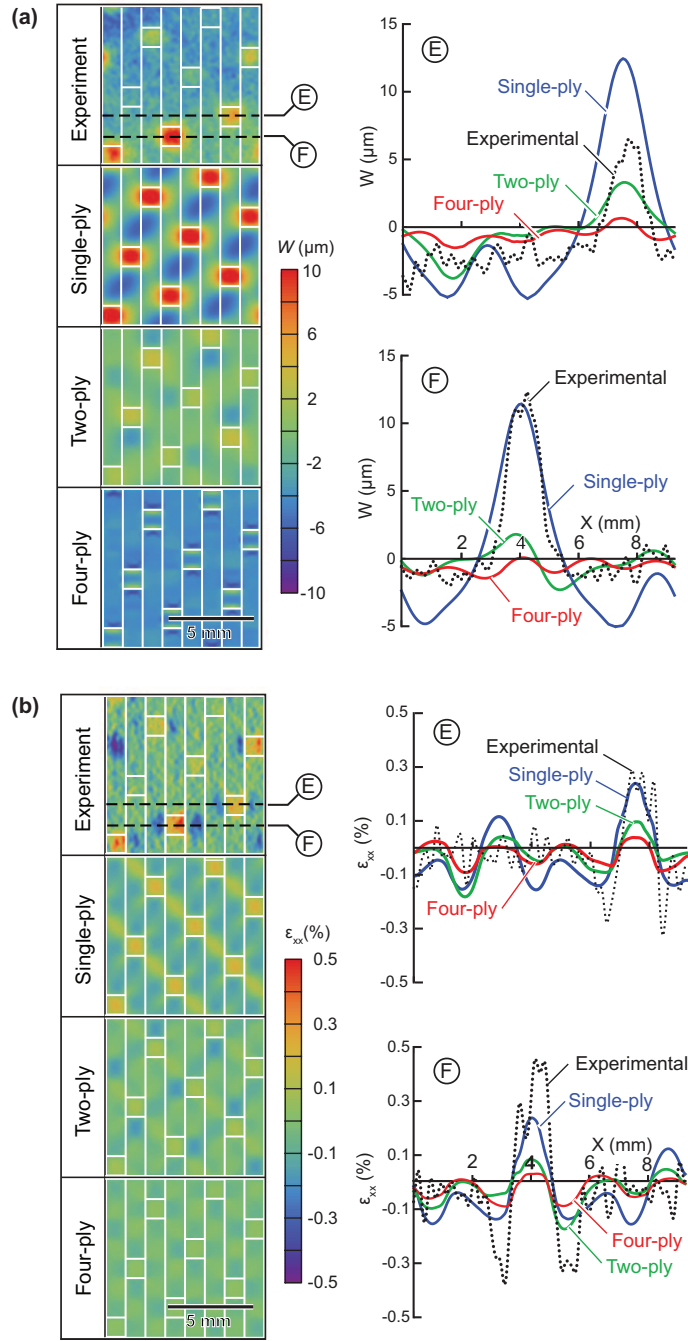 (a)
Experiment
Single-ply
Two-ply
Four-ply
E
F
5 mm
W (μm)
10
6
2
-2
-6
-10
E
W (μm)
15
10
5
0
-5
Single-ply
Experimental
Two-ply
Four-ply
F
W (μm)
15
10
5
0
-5
Experimental
Single-ply
Two-ply
X (mm)
2
4
6
8
Four-ply
(b)
Experiment
Single-ply
Two-ply
Four-ply
E
F
5 mm
εxx(%)
0.5
0.3
0.1
-0.1
-0.3
-0.5
E
εxx (%)
0.5
0.3
0.1
-0.1
-0.3
-0.5
Experimental
Single-ply
Two-ply
Four-ply
F
εxx (%)
0.5
0.3
0.1
-0.1
-0.3
-0.5
Experimental
Single-ply
X (mm)
2
4
6
8
Four-ply
Two-ply